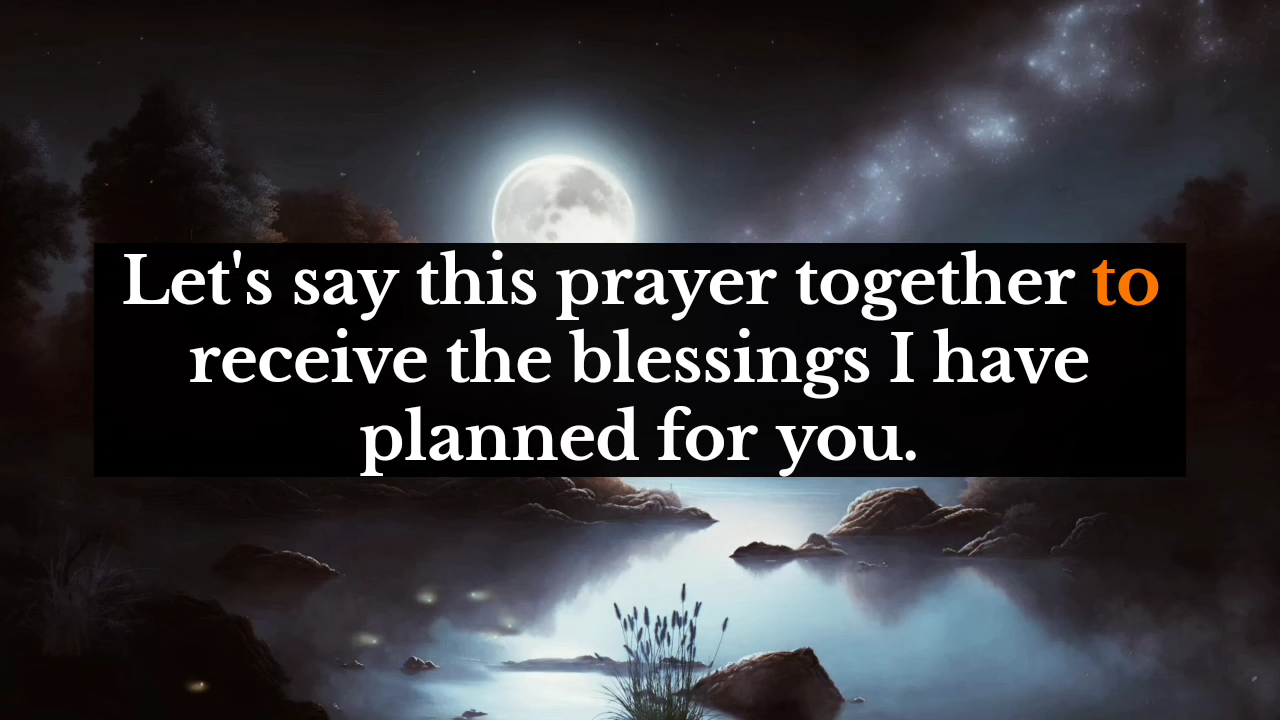 Let's say this prayer together to
receive the blessings I have
planned for you.